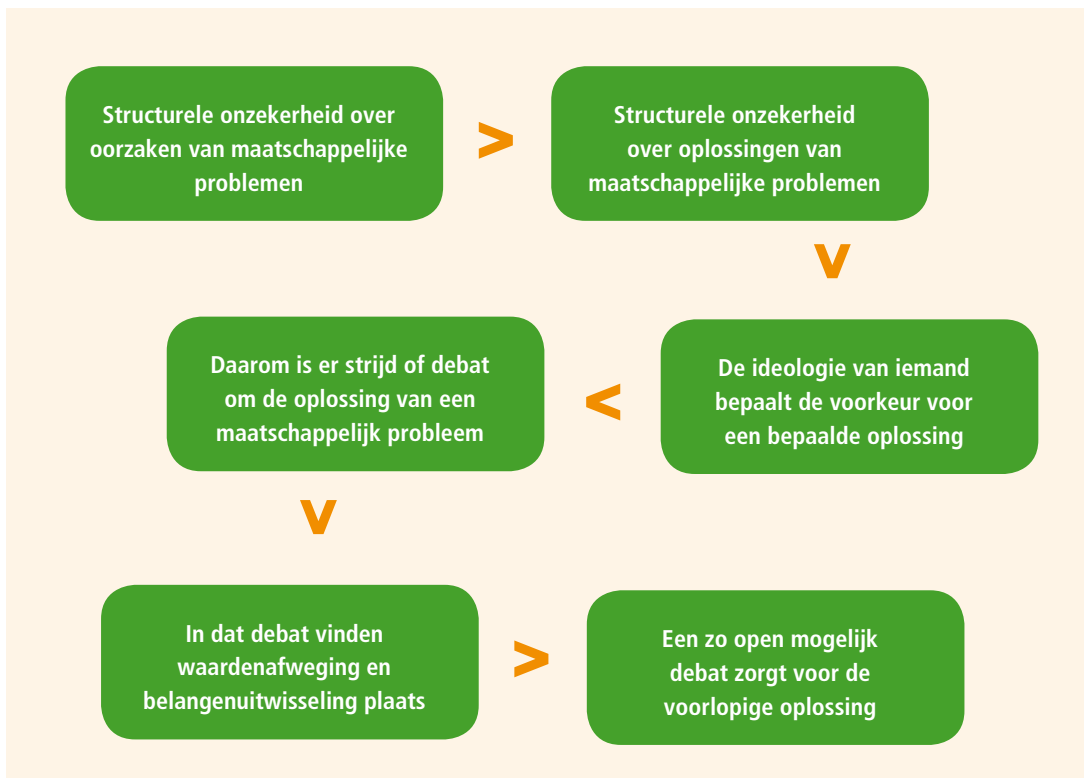 Structurele onzekerheid over
oorzaken van maatschappelijke
problemen
>
Structurele onzekerheid
over oplossingen van
maatschappelijke problemen
>
De ideologie van iemand
bepaalt de voorkeur voor
een bepaalde oplossing
<
Daarom is er strijd of debat
om de oplossing van een
maatschappelijk probleem
>
In dat debat vinden
waardenafweging en
belangenuitwisseling plaats
>
Een zo open mogelijk
debat zorgt voor de
voorlopige oplossing